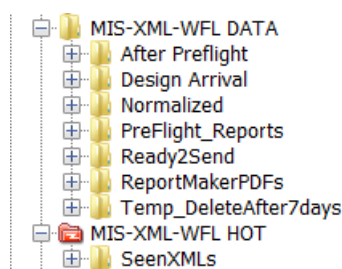 MIS-XML-WFL DATA
After Preflight
Design Arrival
Normalized
PreFlight_Reports
Ready2Send
ReportMakerPDFs
Temp_DeleteAfter7days
MIS-XML-WFL HOT
SeenXMLs